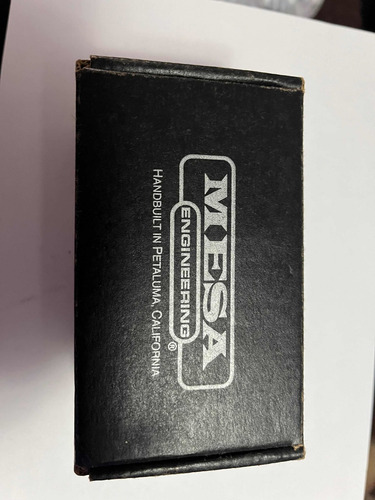 MESA
ENGINEERING®
HANDBUILT IN PETALUMA, CALIFORNIA